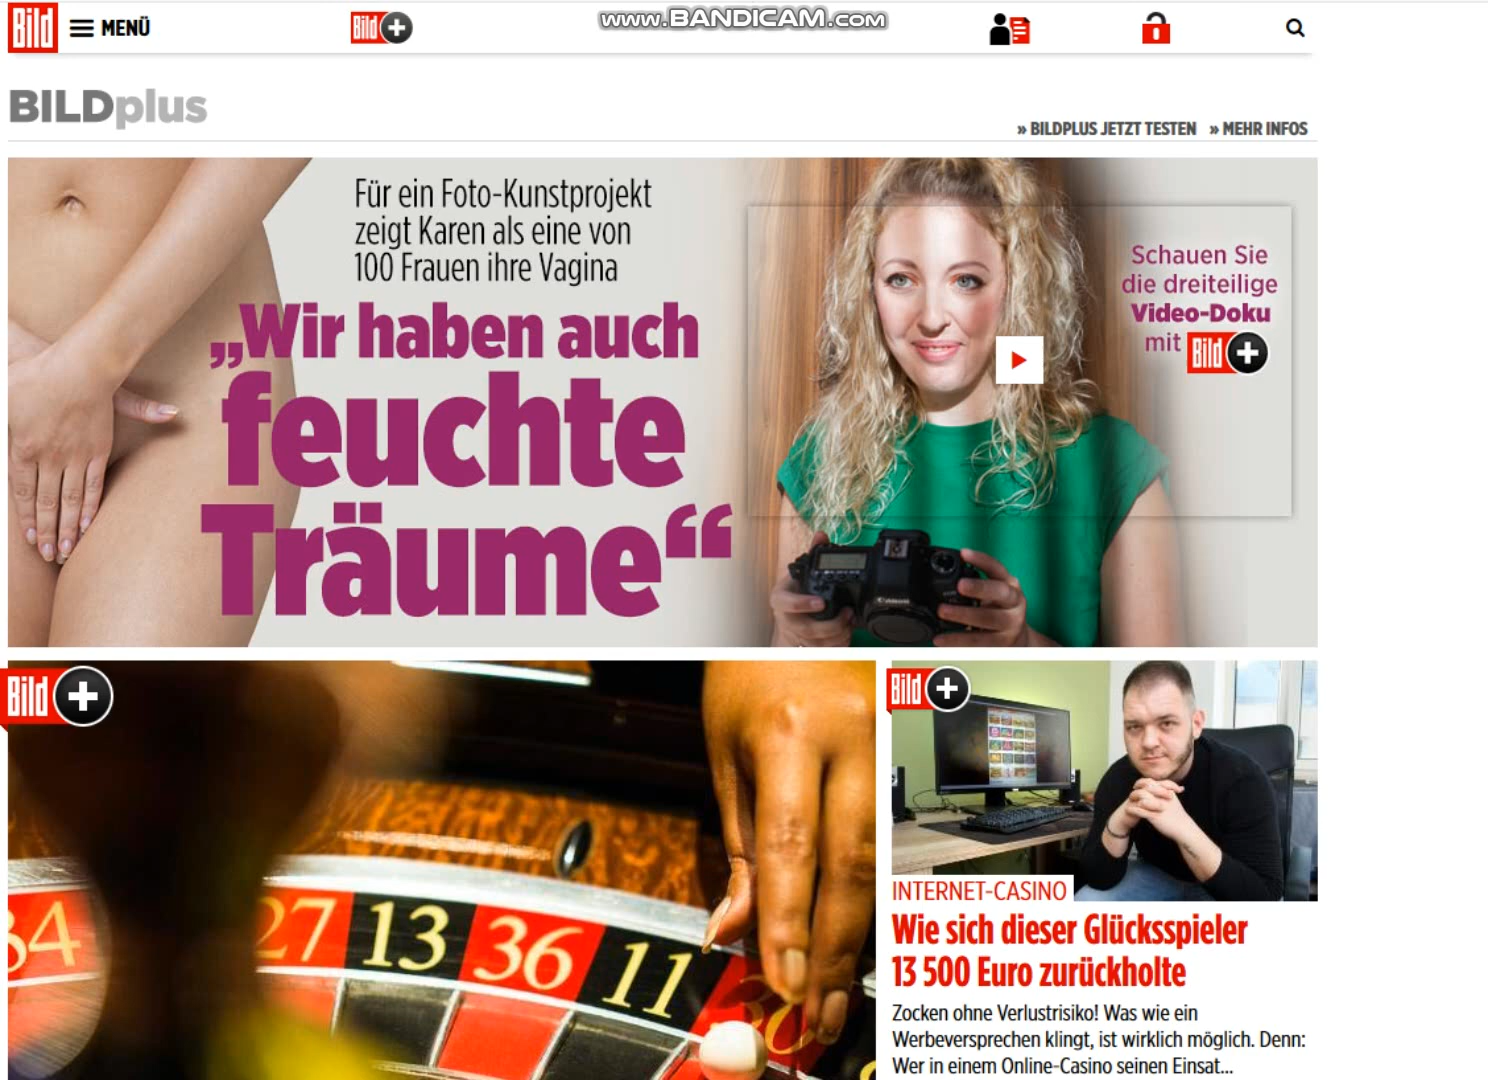 Bild
MENÜ
Bild
www.BANDICAM.com
BILDplus
» BILDPLUS JETZT TESTEN » MEHR INFOS
Für ein Foto-Kunstprojekt
zeigt Karen als eine von
100 Frauen ihre Vagina
„Wir haben auch
feuchte
Träume“
Schauen Sie
die dreiteilige
Video-Doku
mit Bild
Canon
Bild
34 27 13 36 11 30
Bild
INTERNET-CASINO
Wie sich dieser Glücksspieler
13 500 Euro zurückholte
Zocken ohne Verlustrisiko! Was wie ein
Werbeversprechen klingt, ist wirklich möglich. Denn:
Wer in einem Online-Casino seinen Einsat...